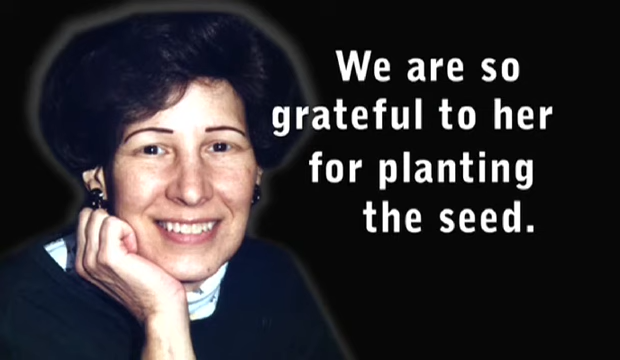 We are so
grateful to her
for planting
the seed.